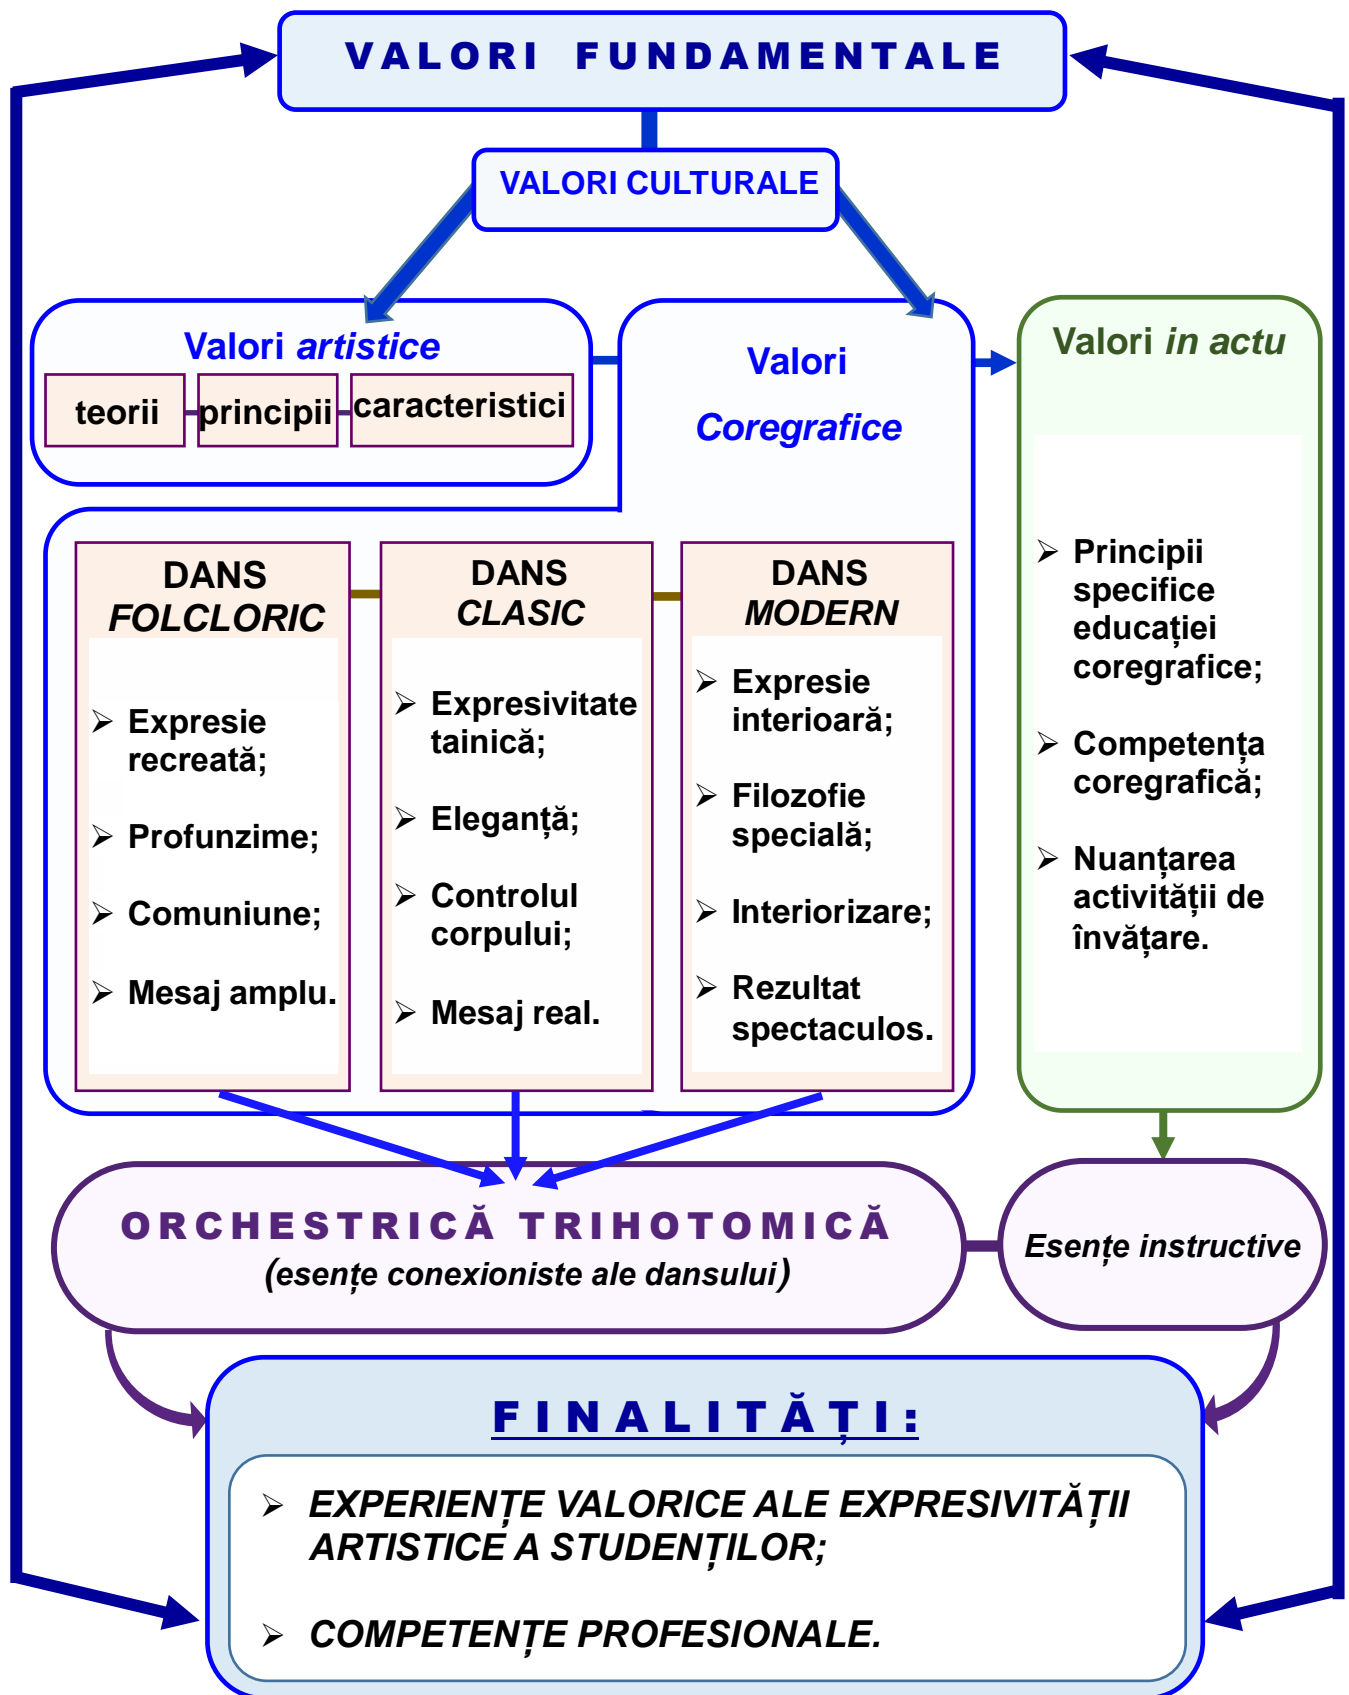 VALORI FUNDAMENTALE
VALORI CULTURALE
Valori artistice
teorii
principii
caracteristici
Valori
Coregrafice
Valori in actu
DANS
FOLCLORIC
➢ Expresie
recreată;
➢ Profunzime;
➢ Comuniune;
➢ Mesaj amplu.
DANS
CLASIC
➢ Expresivitate
tainică;
➢ Eleganță;
➢ Controlul
corpului;
➢ Mesaj real.
DANS
MODERN
➢ Expresie
interioară;
➢ Filozofie
specială;
➢ Interiorizare;
➢ Rezultat
spectaculos.
➢ Principii
specifice
educației
coregrafice;
➢ Competența
coregrafică;
➢ Nuanțarea
activității de
învățare.
ORCHESTRICĂ TRIHOTOMICĂ
(esențe conexioniste ale dansului)
Esențe instructive
FINALITĂȚI:
➢ EXPERIENȚE VALORICE ALE EXPRESIVITĂȚII
ARTISTICE A STUDENȚILOR;
➢ COMPETENȚE PROFESIONALE.